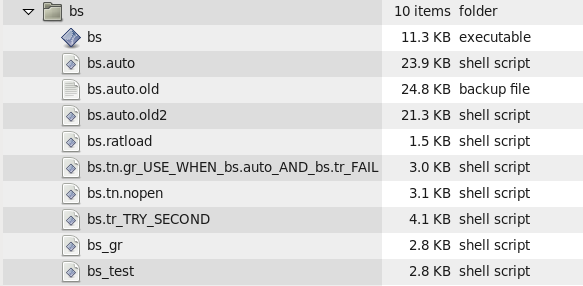 bs 10 items folder
bs 11.3 KB executable
bs.auto 23.9 KB shell script
bs.auto.old 24.8 KB backup file
bs.auto.old2 21.3 KB shell script
bs.ratload 1.5 KB shell script
bs.tn.gr_USE_WHEN_bs.auto_AND_bs.tr_FAIL 3.0 KB shell script
bs.tn.nopen 3.1 KB shell script
bs.tr_TRY_SECOND 4.1 KB shell script
bs_gr 2.8 KB shell script
bs_test 2.8 KB shell script